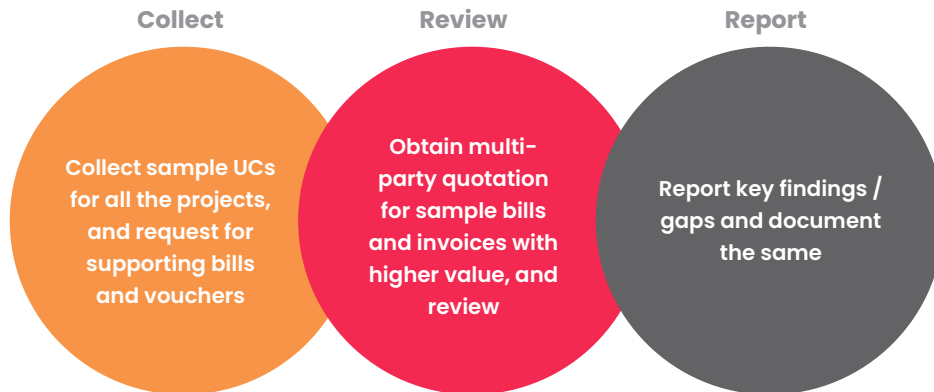 Collect
Review
Report
Collect sample UCs
for all the projects,
and request for
supporting bills
and vouchers
Obtain multi-
party quotation
for sample bills
and invoices with
higher value, and
review
Report key findings /
gaps and document
the same